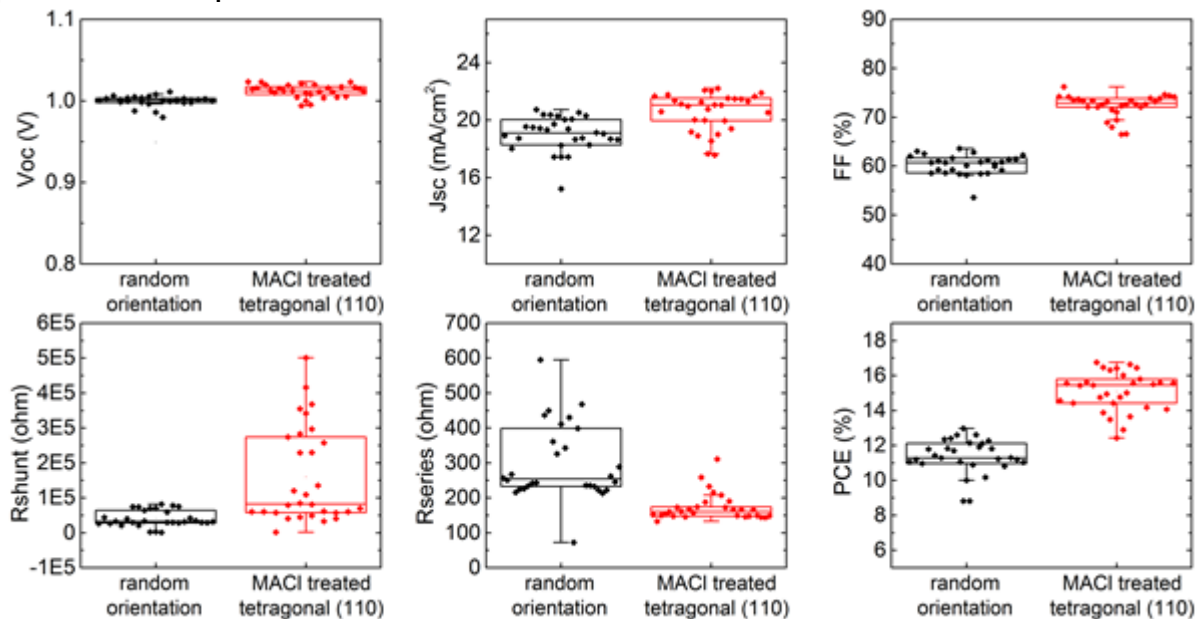 1.1
1.0
0.9
0.8
Voc (V)
random
orientation
MACl treated
tetragonal (110)
24
20
16
12
Jsc (mA/cm²)
random
orientation
MACl treated
tetragonal (110)
90
80
70
60
50
40
FF (%)
random
orientation
MACl treated
tetragonal (110)
6E5
5E5
4E5
3E5
2E5
1E5
0
-1E5
Rshunt (ohm)
random
orientation
MACl treated
tetragonal (110)
700
600
500
400
300
200
100
0
Rseries (ohm)
random
orientation
MACl treated
tetragonal (110)
18
16
14
12
10
8
6
PCE (%)
random
orientation
MACl treated
tetragonal (110)